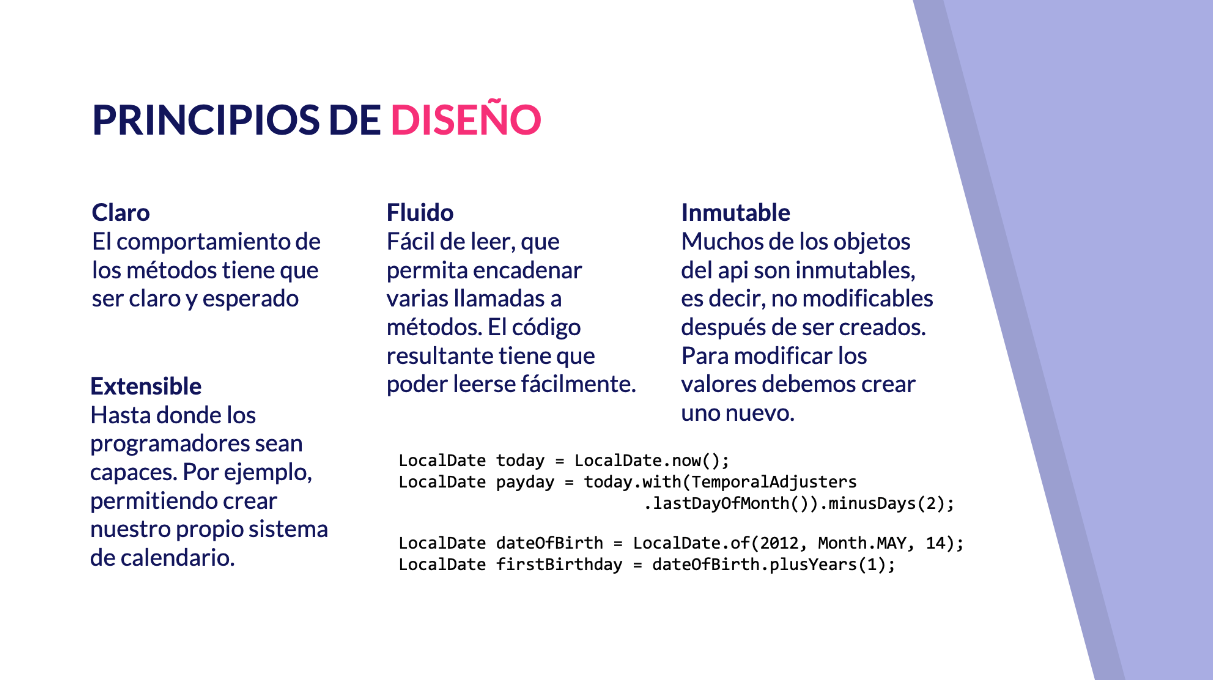 PRINCIPIOS DE DISEÑO
Claro
El comportamiento de
los métodos tiene que
ser claro y esperado
Extensible
Hasta donde los
programadores sean
capaces. Por ejemplo,
permitiendo crear
nuestro propio sistema
de calendario.
Fluido
Fácil de leer, que
permita encadenar
varias llamadas a
métodos. El código
resultante tiene que
poder leerse fácilmente.
Inmutable
Muchos de los objetos
del api son inmutables,
es decir, no modificables
después de ser creados.
Para modificar los
valores debemos crear
uno nuevo.
LocalDate today = LocalDate.now();
LocalDate payday = today.with(TemporalAdjusters
.lastDayOfMonth()).minusDays(2);
LocalDate dateOfBirth = LocalDate.of(2012, Month.MAY, 14);
LocalDate firstBirthday = dateOfBirth.plusYears(1);